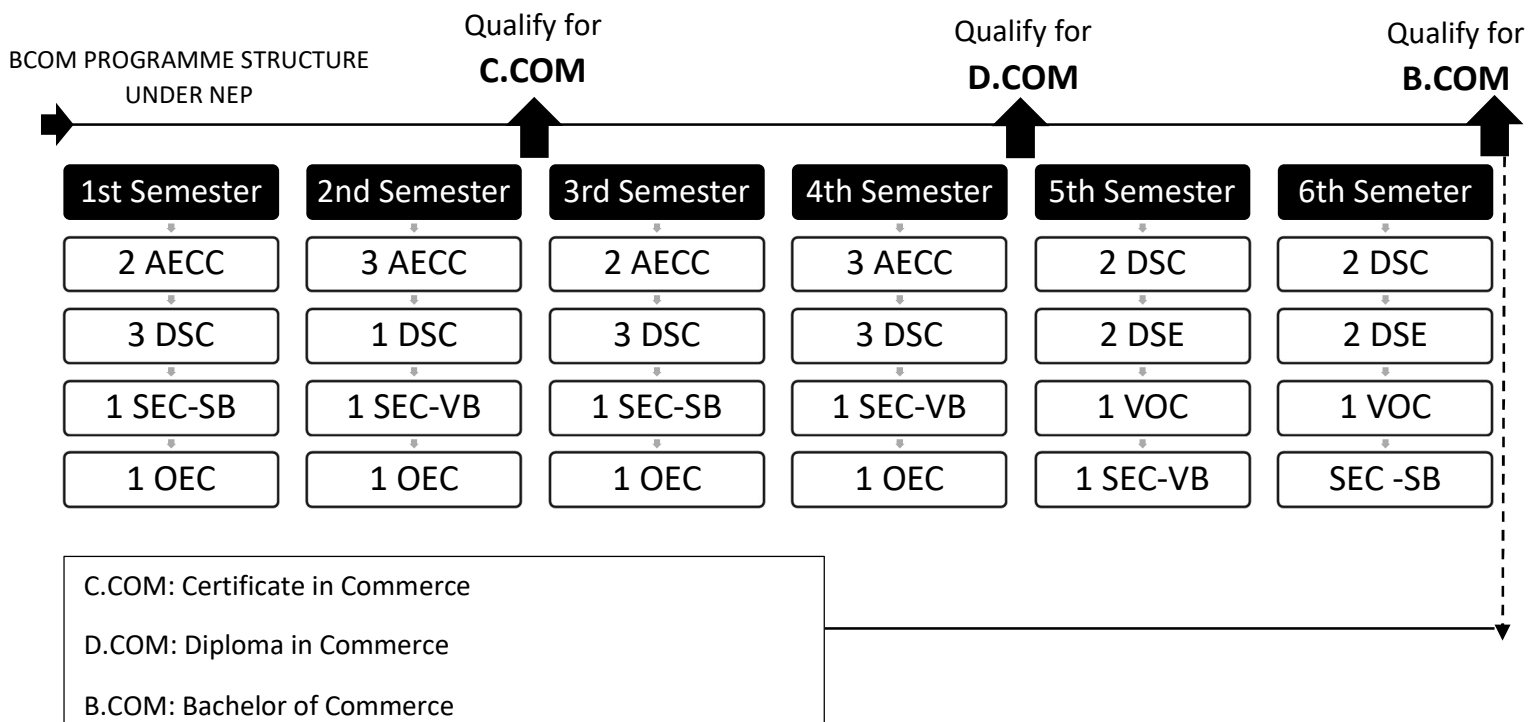 BCOM PROGRAMME STRUCTURE
UNDER NEP
Qualify for
C.COM
Qualify for
D.COM
Qualify for
B.COM
1st Semester
2 AECC
3 DSC
1 SEC-SB
1 OEC
2nd Semester
3 AECC
1 DSC
1 SEC-VB
1 OEC
3rd Semester
2 AECC
3 DSC
1 SEC-SB
1 OEC
4th Semester
3 AECC
3 DSC
1 SEC-VB
1 OEC
5th Semester
2 DSC
2 DSE
1 VOC
1 SEC-VB
6th Semeter
2 DSC
2 DSE
1 VOC
SEC -SB
C.COM: Certificate in Commerce
D.COM: Diploma in Commerce
B.COM: Bachelor of Commerce